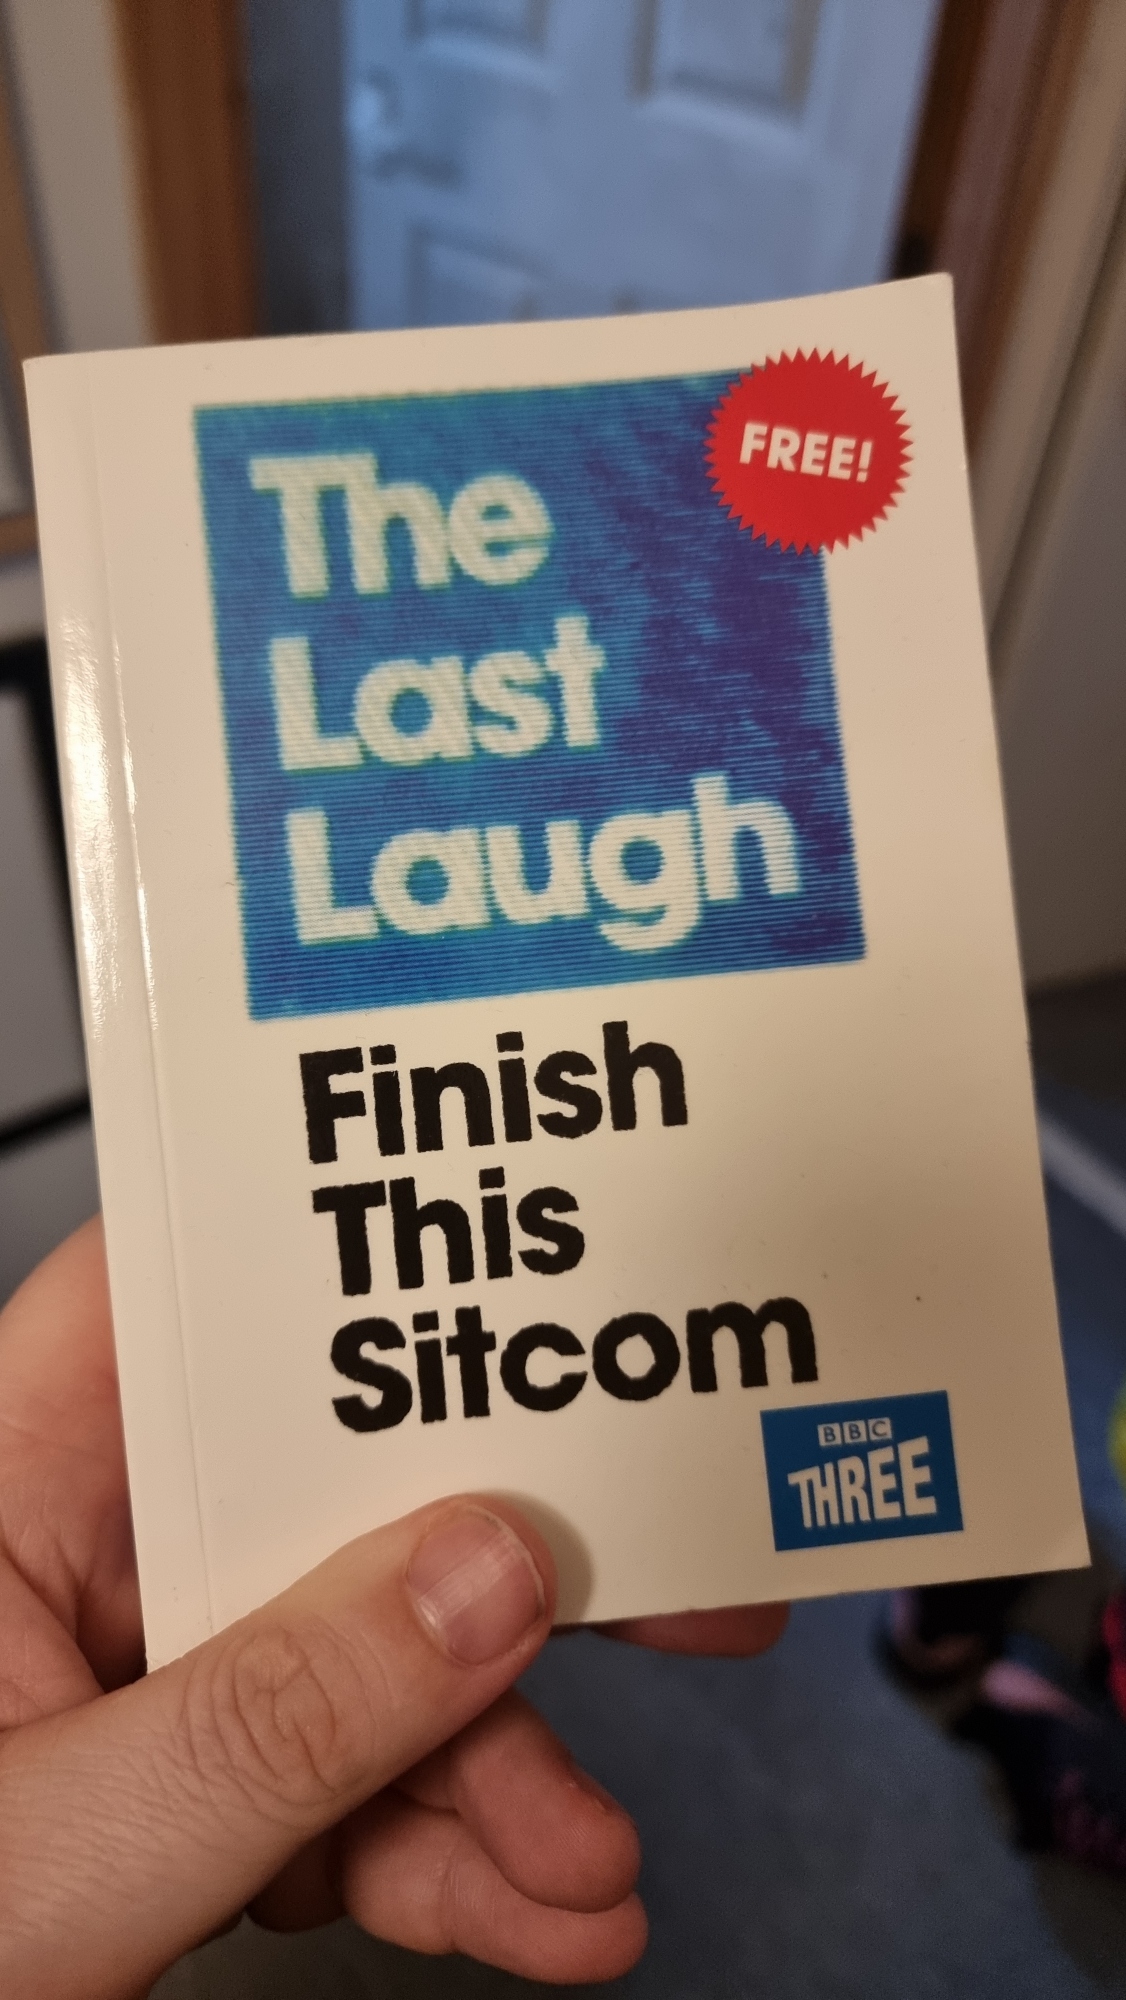 FREE!
The
Last
Laugh
Finish
This
Sitcom
BBC
THREE